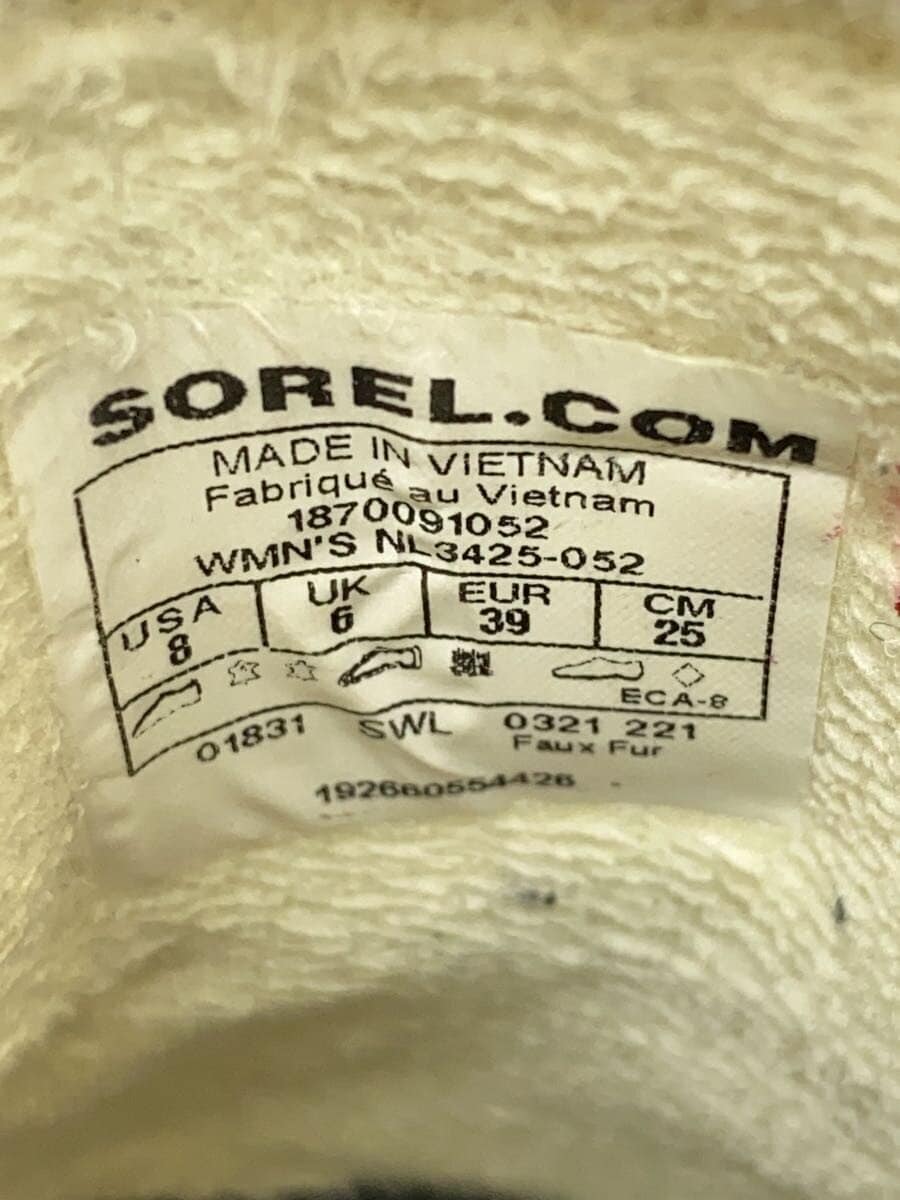 SOREL.COM
MADE IN VIETNAM
Fabriqué au Vietnam
1870091052
WMN'S NL3425-052
USA UK EUR CM
8 6 39 25
ECA-8
01831 SWL 0321 221
Faux Fur
192660554426